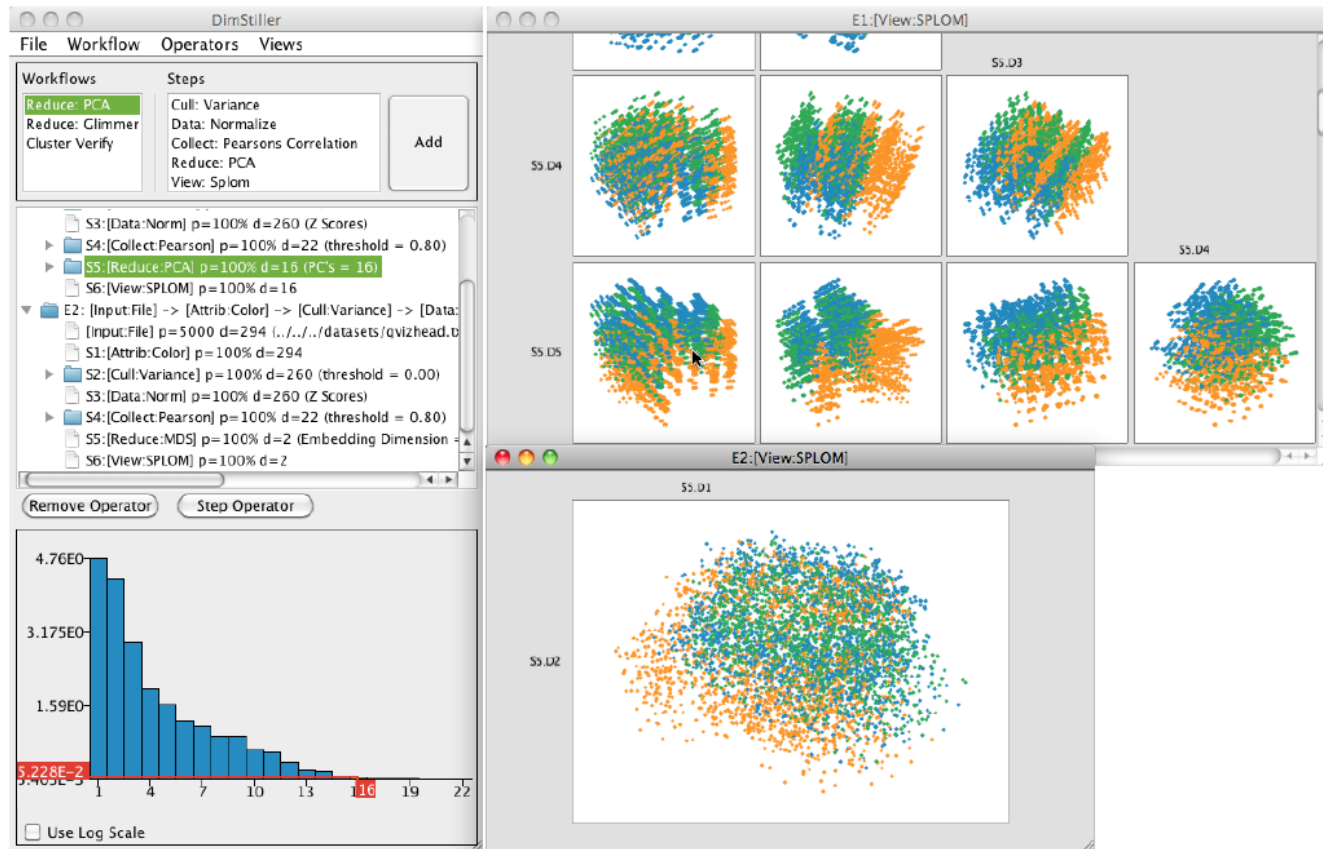 DimStiller
File Workflow Operators Views
Workflows
Reduce: PCA
Reduce: Glimmer
Cluster Verify
Steps
Cull: Variance
Data: Normalize
Collect: Pearsons Correlation
Reduce: PCA
View: Splom
Add
S3:[Data:Norm] p=100% d=260 (Z Scores)
S4:[Collect:Pearson] p=100% d=22 (threshold = 0.80)
S5:[Reduce:PCA] p=100% d=16 (PC's = 16)
S6:[View:SPLOM] p=100% d=16
E2: [Input:File] -> [Attrib:Color] -> [Cull:Variance] -> [Data:
[Input:File] p=5000 d=294 (../../../datasets/qvizhead.t
S1:[Attrib:Color] p=100% d=294
S2:[Cull:Variance] p=100% d=260 (threshold = 0.00)
S3:[Data:Norm] p=100% d=260 (Z Scores)
S4:[Collect:Pearson] p=100% d=22 (threshold = 0.80)
S5:[Reduce:MDS] p=100% d=2 (Embedding Dimension =
S6:[View:SPLOM] p=100% d=2
Remove Operator Step Operator
4.76E0
3.175E0
1.59E0
5.228E-2
1 4 7 10 13 16 19 22
Use Log Scale
E1:[View:SPLOM]
S5.D3
S5.D4
S5.D4
S5.D5
E2:[View:SPLOM]
S5.D1
S5.D2